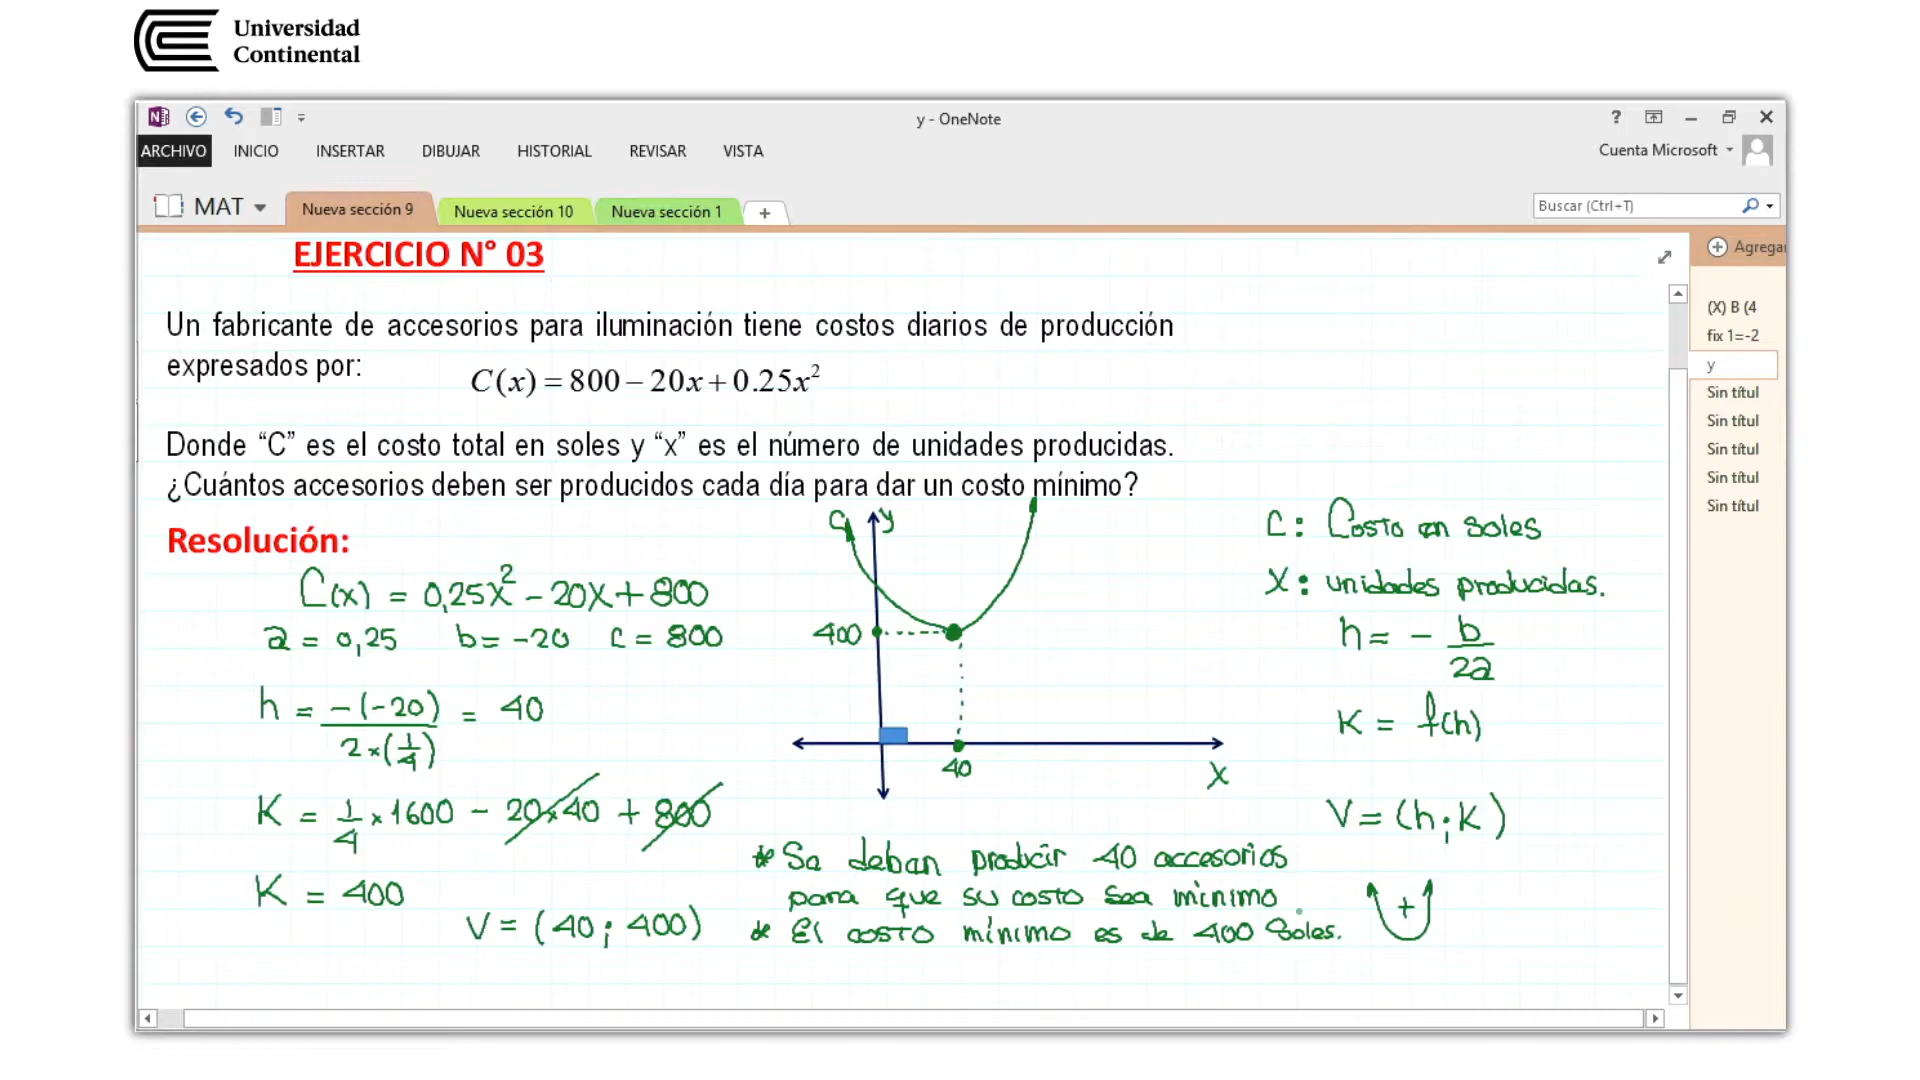 Universidad
Continental
y - OneNote
?
ARCHIVO INICIO INSERTAR DIBUJAR HISTORIAL REVISAR VISTA
Cuenta Microsoft
MAT
Nueva sección 9
Nueva sección 10
Nueva sección 1
+
Buscar (Ctrl+T)
EJERCICIO N° 03
Un fabricante de accesorios para iluminación tiene costos diarios de producción
expresados por:
C(x) = 800 – 20x + 0.25x²
Donde “C” es el costo total en soles y “x” es el número de unidades producidas.
¿Cuántos accesorios deben ser producidos cada día para dar un costo mínimo?
Resolución:
C(x) = 0,25x² - 20x + 800
a = 0,25 b = -20 c = 800
h = -(-20) / 2×(1/4) = 40
K = 1/4 × 1600 - 20×40 + 800
K = 400
V = (40 ; 400)
C y
400
40
X
* Se deben producir 40 accesorios
para que su costo sea mínimo
* El costo mínimo es de 400 Soles.
C: Costo en soles
X: unidades producidas.
h = - b/2a
K = f(h)
V = (h ; K)
+
Agregar
(X) B (4
fix 1=-2
y
Sin títul
Sin títul
Sin títul
Sin títul
Sin títul